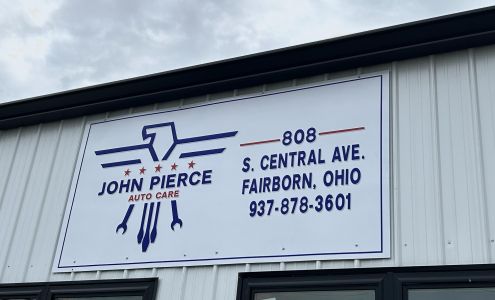 JOHN PIERCE
AUTO CARE
808
S. CENTRAL AVE.
FAIRBORN, OHIO
937-878-3601